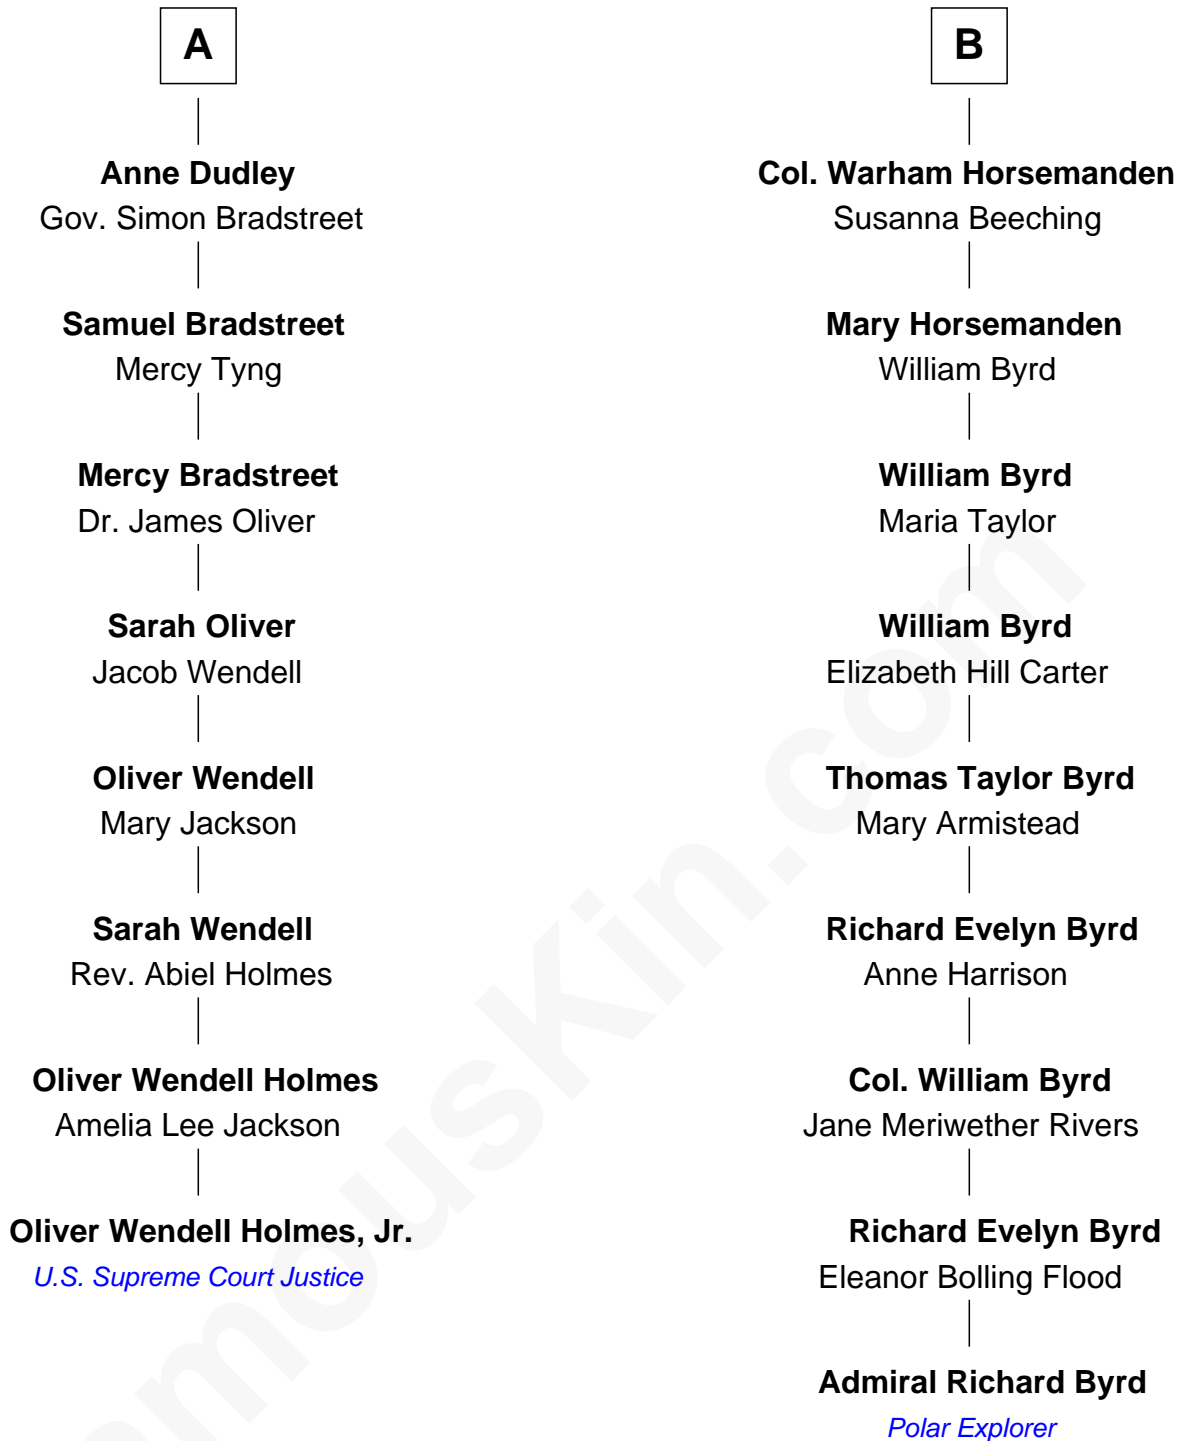 A
Anne Dudley
Gov. Simon Bradstreet
Samuel Bradstreet
Mercy Tyng
Mercy Bradstreet
Dr. James Oliver
Sarah Oliver
Jacob Wendell
Oliver Wendell
Mary Jackson
Sarah Wendell
Rev. Abiel Holmes
Oliver Wendell Holmes
Amelia Lee Jackson
Oliver Wendell Holmes, Jr.
U.S. Supreme Court Justice
B
Col. Warham Horsemanden
Susanna Beeching
Mary Horsemanden
William Byrd
William Byrd
Maria Taylor
William Byrd
Elizabeth Hill Carter
Thomas Taylor Byrd
Mary Armistead
Richard Evelyn Byrd
Anne Harrison
Col. William Byrd
Jane Meriwether Rivers
Richard Evelyn Byrd
Eleanor Bolling Flood
Admiral Richard Byrd
Polar Explorer
mouskin.com